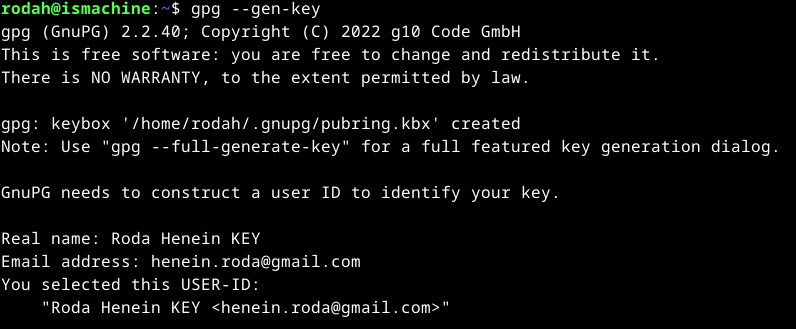 rodah@ismachine:~$ gpg --gen-key
gpg (GnuPG) 2.2.40; Copyright (C) 2022 g10 Code GmbH
This is free software: you are free to change and redistribute it.
There is NO WARRANTY, to the extent permitted by law.
gpg: keybox '/home/rodah/.gnupg/pubring.kbx' created
Note: Use "gpg --full-generate-key" for a full featured key generation dialog.
GnuPG needs to construct a user ID to identify your key.
Real name: Roda Henein KEY
Email address: henein.roda@gmail.com
You selected this USER-ID:
    "Roda Henein KEY <henein.roda@gmail.com>"